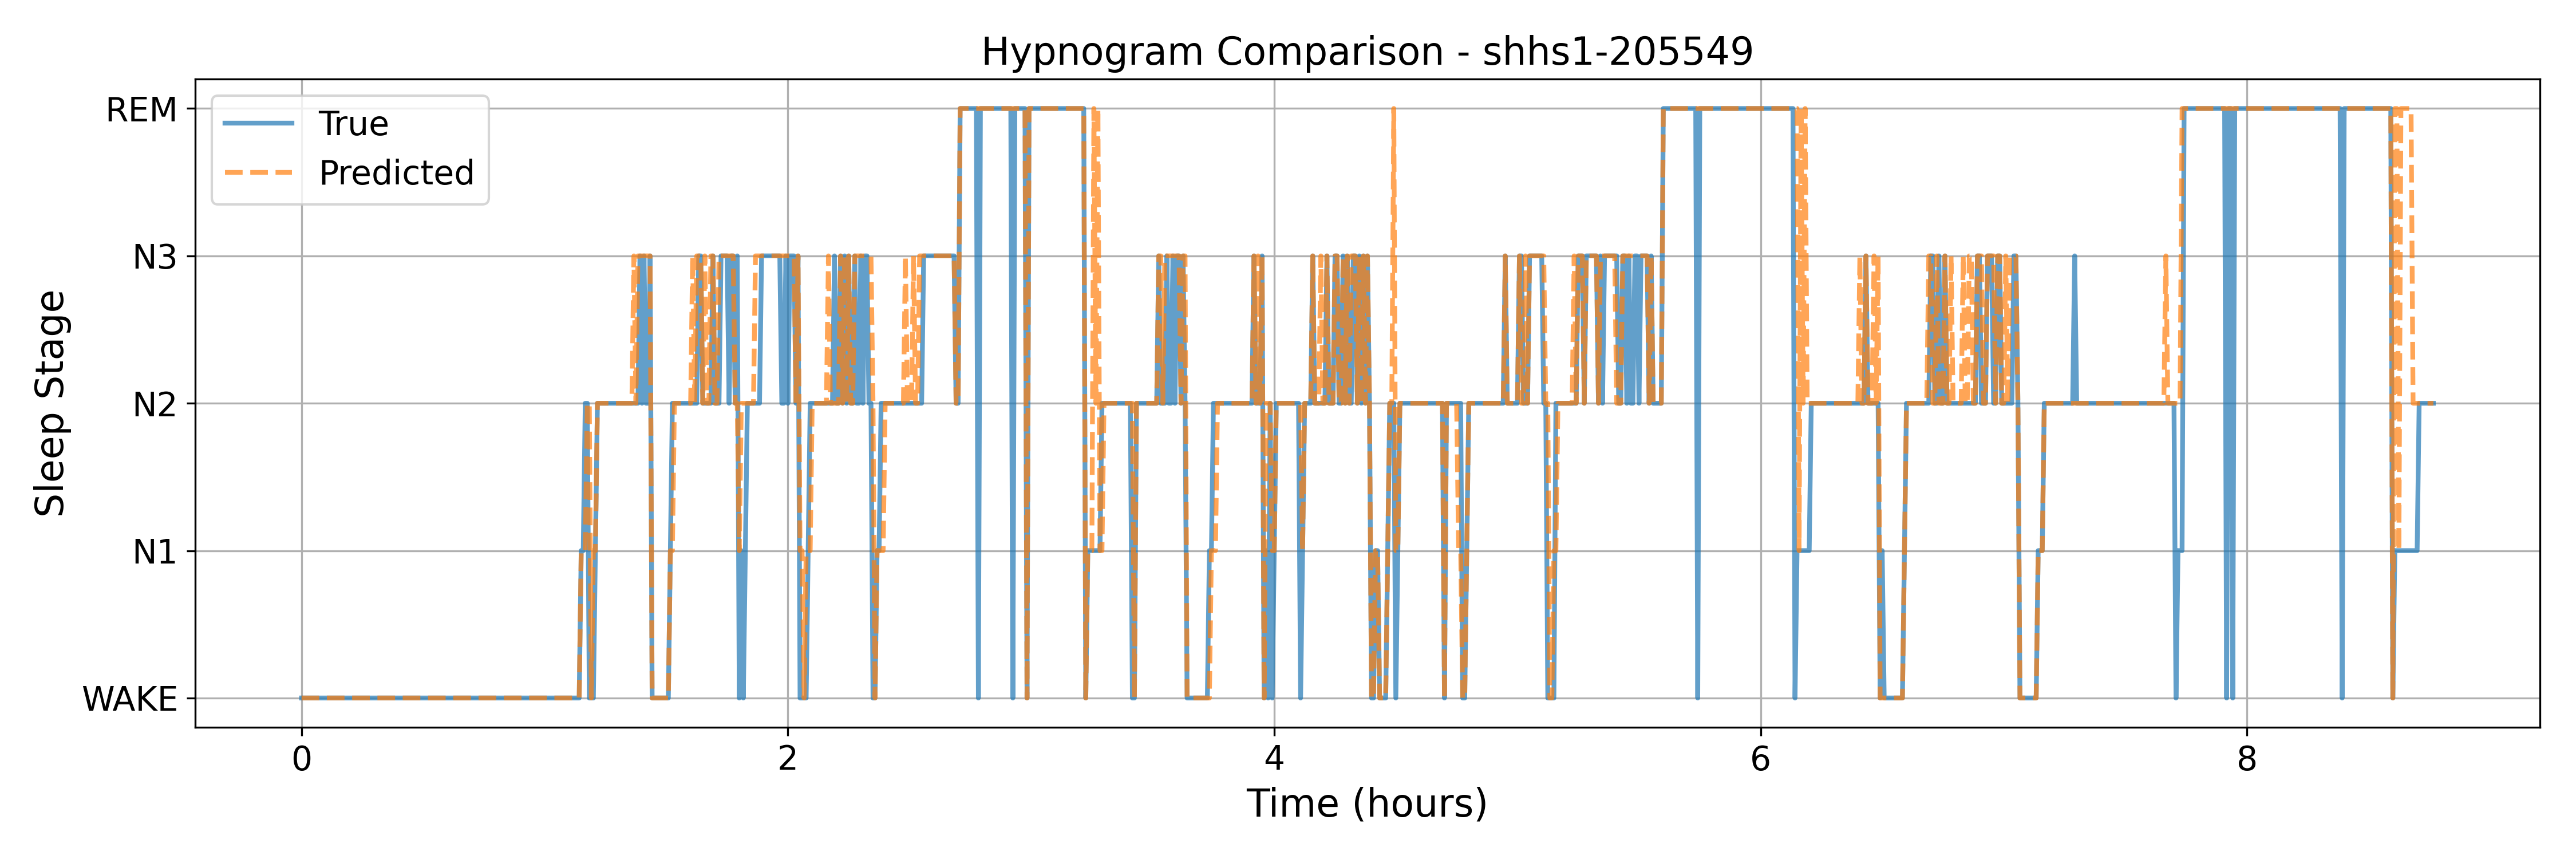 Hypnogram Comparison - shhs1-205549
True
Predicted
Sleep Stage
REM
N3
N2
N1
WAKE
0 2 4 6 8
Time (hours)